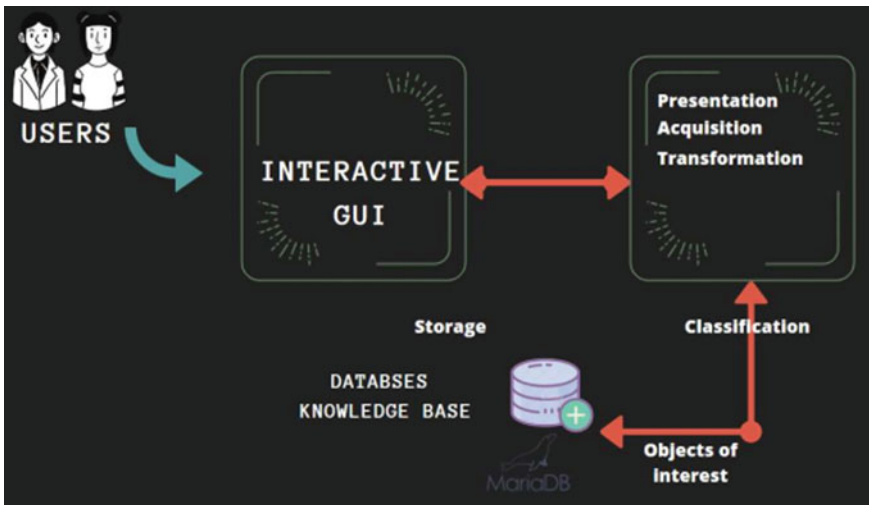 USERS
INTERACTIVE
GUI
Presentation
Acquisition
Transformation
Storage
Classification
DATABSES
KNOWLEDGE BASE
MariaDB
Objects of
interest